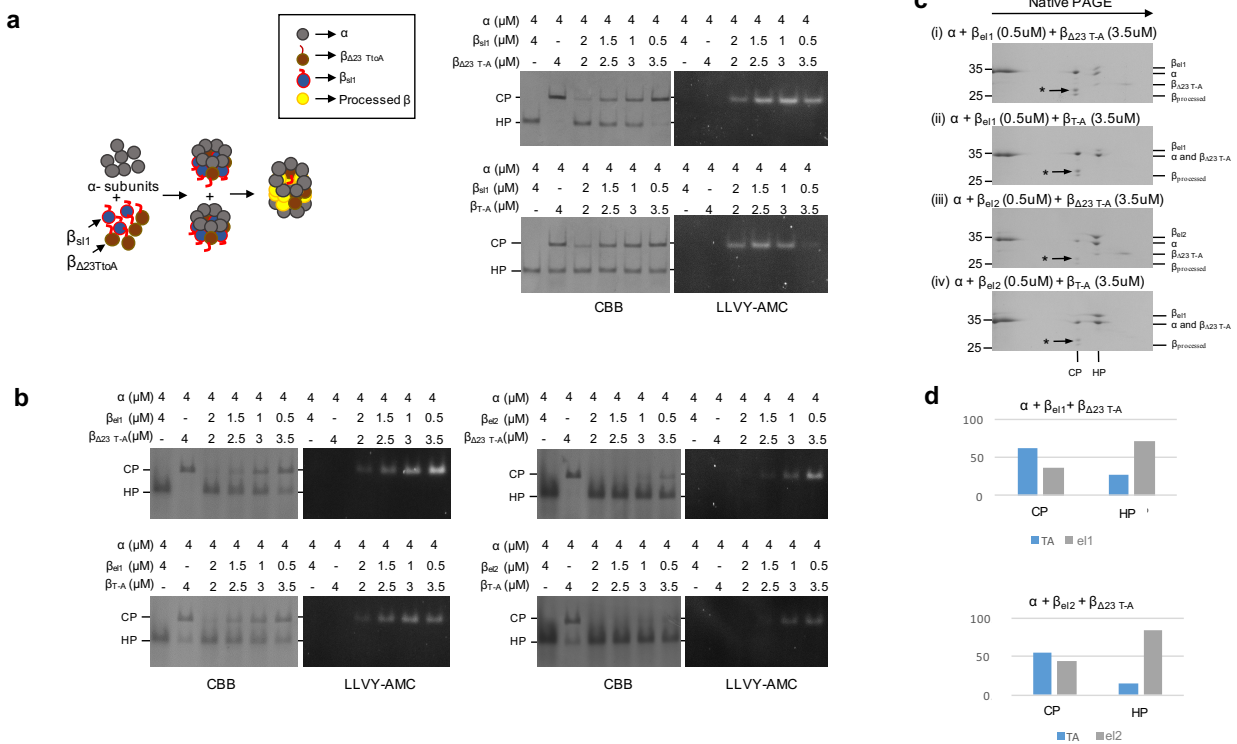 a
α
βΔ23 TtoA
βsl1
Processed β
α- subunits
+
βsl1
βΔ23TtoA
+
α (μM) 4 4 4 4 4 4 4 4 4 4 4 4
βsl1(μM) 4 - 2 1.5 1 0.5 4 - 2 1.5 1 0.5
βΔ23 T-A(μM) - 4 2 2.5 3 3.5 - 4 2 2.5 3 3.5
CP
HP
α (μM) 4 4 4 4 4 4 4 4 4 4 4 4
βsl1(μM) 4 - 2 1.5 1 0.5 4 - 2 1.5 1 0.5
βT-A(μM) - 4 2 2.5 3 3.5 - 4 2 2.5 3 3.5
CP
HP
CBB LLVY-AMC
b
α (μM) 4 4 4 4 4 4 4 4 4 4 4 4
βel1 (μM) 4 - 2 1.5 1 0.5 4 - 2 1.5 1 0.5
βΔ23 T-A(μM) - 4 2 2.5 3 3.5 - 4 2 2.5 3 3.5
CP
HP
α (μM) 4 4 4 4 4 4 4 4 4 4 4 4
βel1 (μM) 4 - 2 1.5 1 0.5 4 - 2 1.5 1 0.5
βT-A (μM) - 4 2 2.5 3 3.5 - 4 2 2.5 3 3.5
CP
HP
CBB LLVY-AMC
α (μM) 4 4 4 4 4 4 4 4 4 4 4 4
βel2 (μM) 4 - 2 1.5 1 0.5 4 - 2 1.5 1 0.5
βΔ23 T-A (μM) - 4 2 2.5 3 3.5 - 4 2 2.5 3 3.5
CP
HP
α (μM) 4 4 4 4 4 4 4 4 4 4 4 4
βel2 (μM) 4 - 2 1.5 1 0.5 4 - 2 1.5 1 0.5
βT-A (μM) - 4 2 2.5 3 3.5 - 4 2 2.5 3 3.5
CP
HP
CBB LLVY-AMC
c
Native PAGE
(i) α + βel1 (0.5uM) + βΔ23 T-A (3.5uM)
35
25
*
βel1
α
βΔ23 T-A
βprocessed
(ii) α + βel1 (0.5uM) + βT-A (3.5uM)
35
25
*
βel1
α and βΔ23 T-A
βprocessed
(iii) α + βel2 (0.5uM) + βΔ23 T-A (3.5uM)
35
25
*
βel2
α
βΔ23 T-A
βprocessed
(iv) α + βel2 (0.5uM) + βT-A (3.5uM)
35
25
*
βel1
α and βΔ23 T-A
βprocessed
CP HP
d
α + βel1 + βΔ23 T-A
100
50
0
CP HP
TA el1
α + βel2 + βΔ23 T-A
100
50
0
CP HP
TA el2